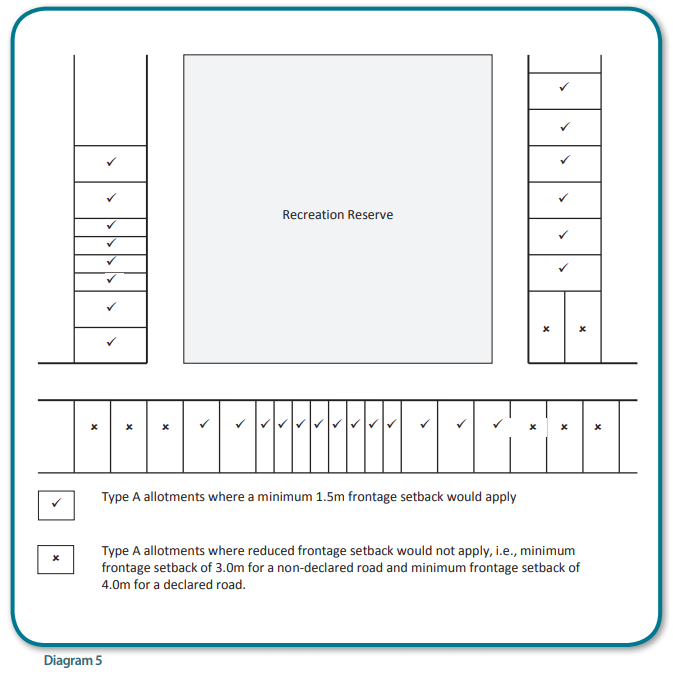 Recreation Reserve
Type A allotments where a minimum 1.5m frontage setback would apply
Type A allotments where reduced frontage setback would not apply, i.e., minimum
frontage setback of 3.0m for a non-declared road and minimum frontage setback of
4.0m for a declared road.
Diagram 5